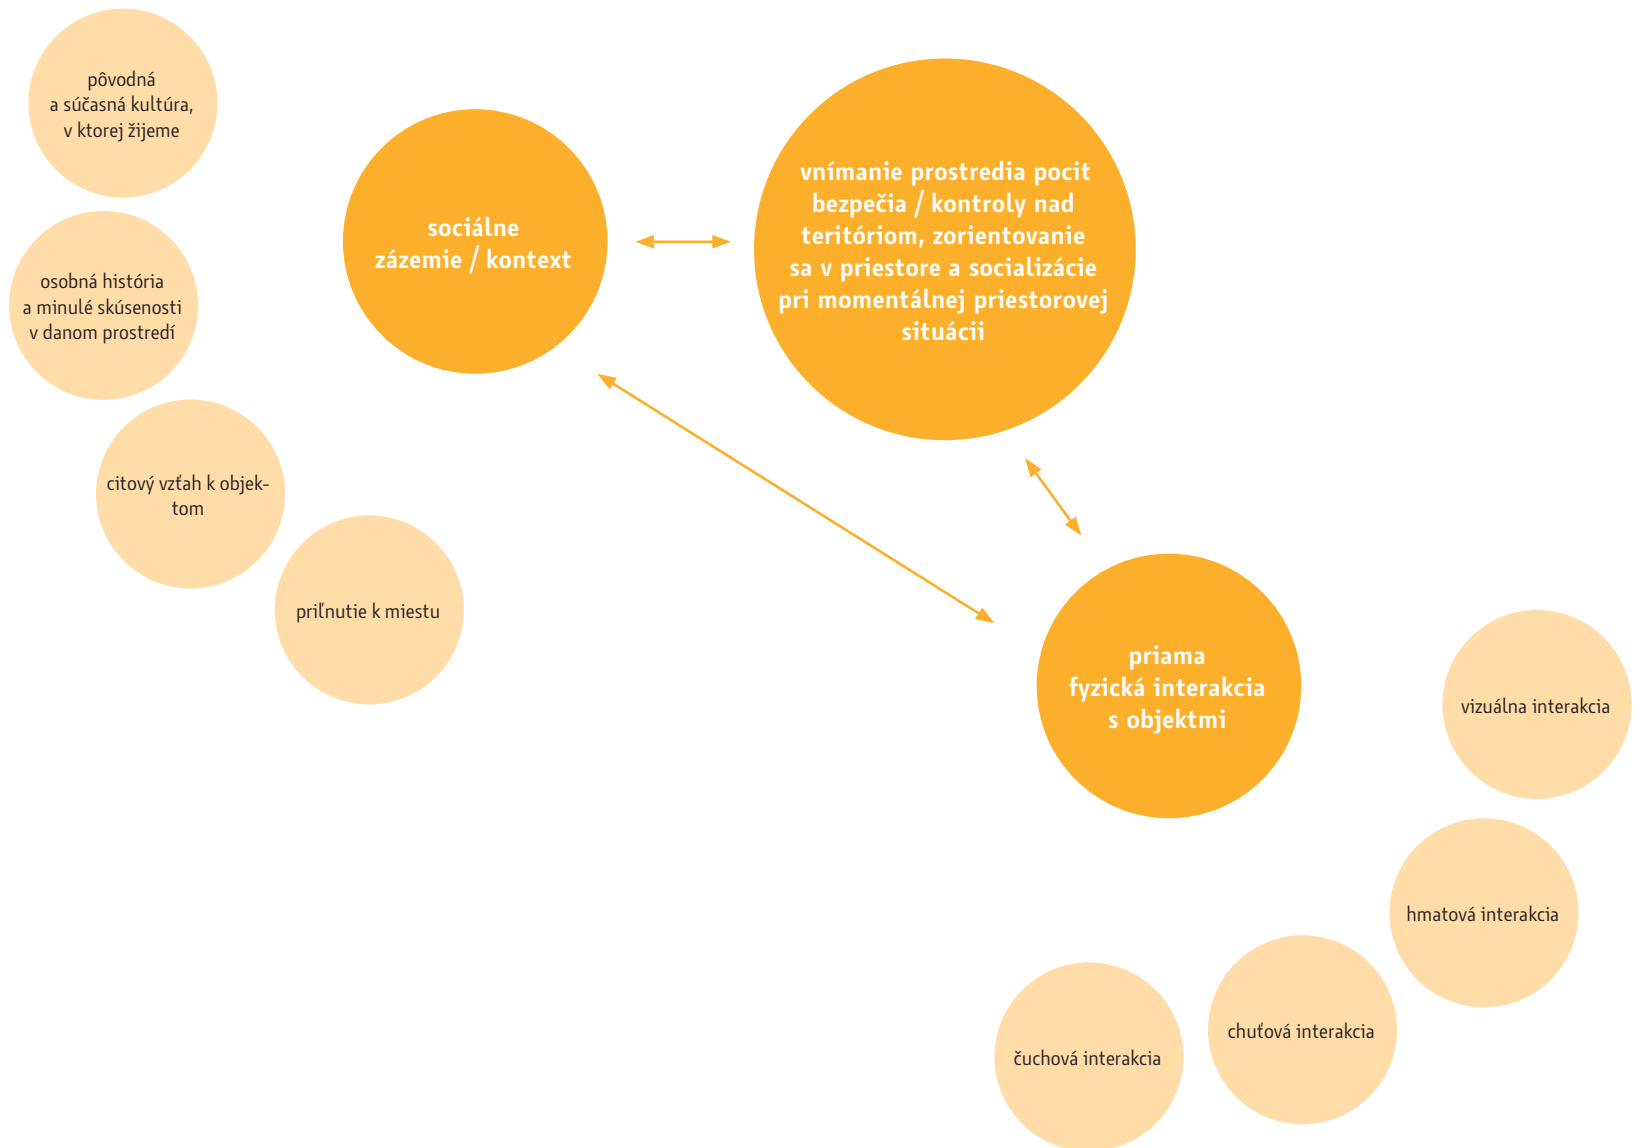 pôvodná
a súčasná kultúra,
v ktorej žijeme
osobná história
a minulé skúsenosti
v danom prostredí
citový vzťah k objek-
tom
priľnutie k miestu
sociálne
zázemie / kontext
vnímanie prostredia pocit
bezpečia / kontroly nad
teritóriom, zorientovanie
sa v priestore a socializácie
pri momentálnej priestorovej
situácii
priama
fyzická interakcia
s objektmi
vizuálna interakcia
hmatová interakcia
chuťová interakcia
čuchová interakcia